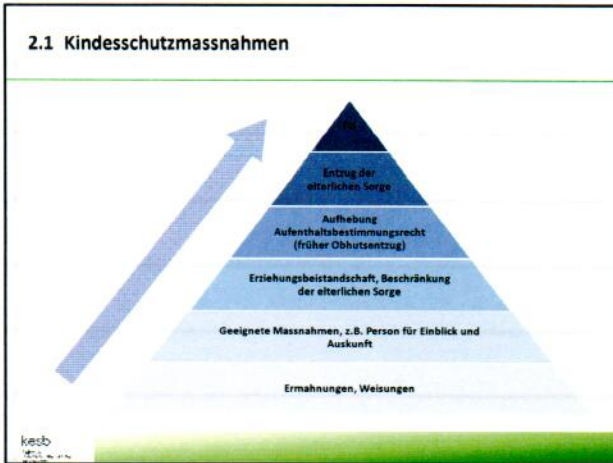 2.1 Kindesschutzmassnahmen
Entzug der
elterlichen Sorge
Aufhebung
Aufenthaltsbestimmungsrecht
(früher Obhutsentzug)
Erziehungsbeistandschaft, Beschränkung
der elterlichen Sorge
Geeignete Massnahmen, z.B. Person für Einblick und
Auskunft
Ermahnungen, Weisungen
kesb